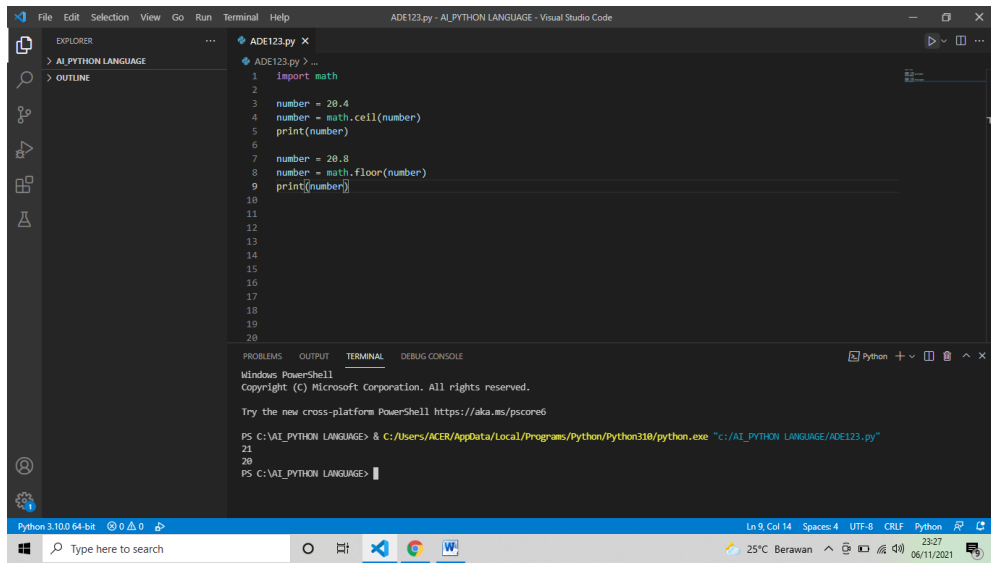 File Edit Selection View Go Run Terminal Help
ADE123.py - AI_PYTHON LANGUAGE - Visual Studio Code
EXPLORER
AI_PYTHON LANGUAGE
OUTLINE
ADE123.py
ADE123.py > ...
1 import math
2
3 number = 20.4
4 number = math.ceil(number)
5 print(number)
6
7 number = 20.8
8 number = math.floor(number)
9 print(number)
10
11
12
13
14
15
16
17
18
19
20
PROBLEMS OUTPUT TERMINAL DEBUG CONSOLE
Python
Windows PowerShell
Copyright (C) Microsoft Corporation. All rights reserved.
Try the new cross-platform PowerShell https://aka.ms/pscore6
PS C:\AI_PYTHON LANGUAGE> & C:/Users/ACER/AppData/Local/Programs/Python/Python310/python.exe "c:/AI_PYTHON LANGUAGE/ADE123.py"
21
20
PS C:\AI_PYTHON LANGUAGE>
1
Python 3.10.0 64-bit 0 0
Ln 9, Col 14 Spaces: 4 UTF-8 CRLF Python
Type here to search
25°C Berawan
23:27
06/11/2021
9